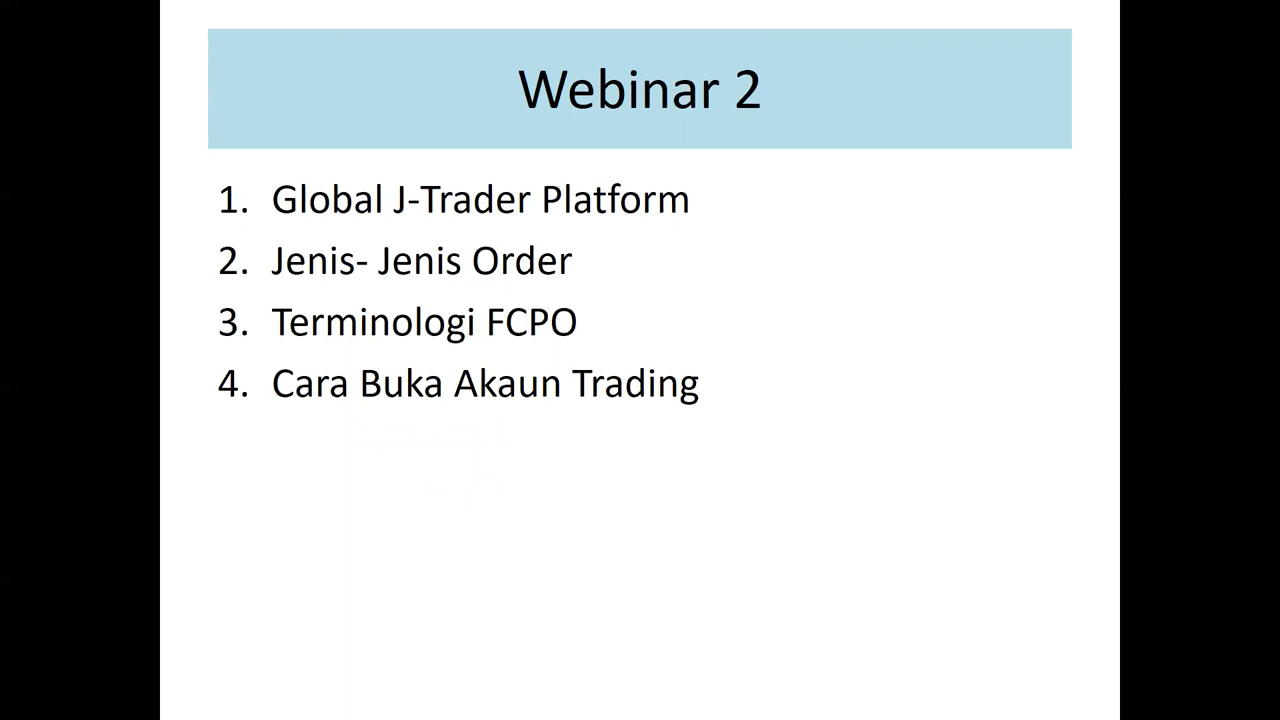 Webinar 2
1. Global J-Trader Platform
2. Jenis- Jenis Order
3. Terminologi FCPO
4. Cara Buka Akaun Trading